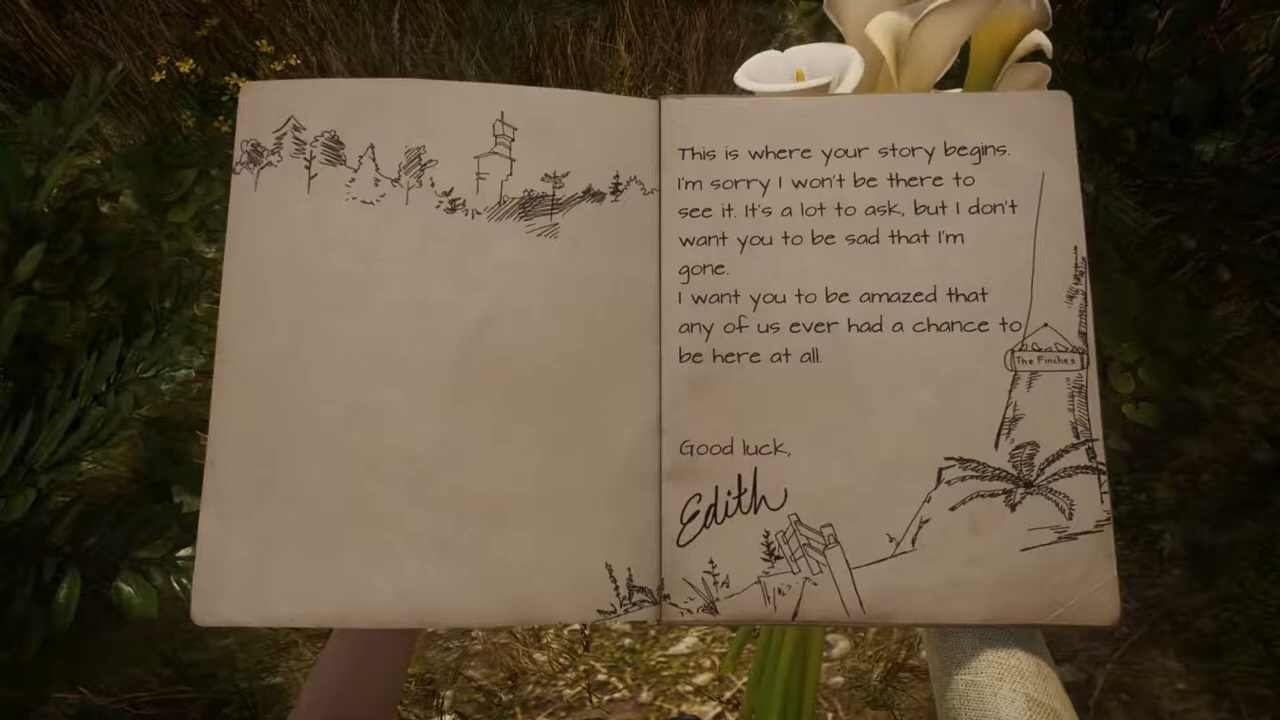 This is where your story begins.
I'm sorry I won't be there to
see it. It's a lot to ask, but I don't
want you to be sad that I'm
gone.
I want you to be amazed that
any of us ever had a chance to
be here at all.
The Finches
Good luck,
Edith